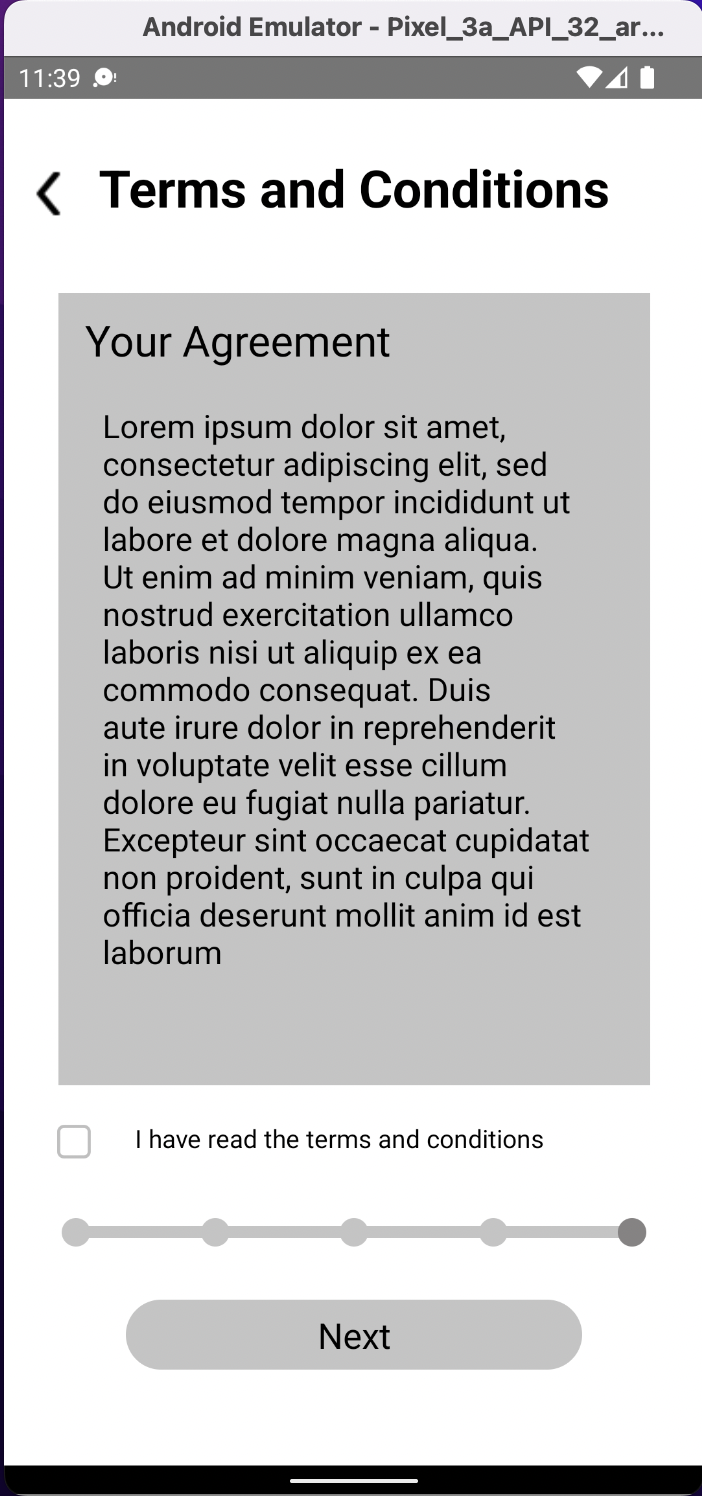 Android Emulator - Pixel_3a_API_32_ar...
11:39
Terms and Conditions
Your Agreement
Lorem ipsum dolor sit amet,
consectetur adipiscing elit, sed
do eiusmod tempor incididunt ut
labore et dolore magna aliqua.
Ut enim ad minim veniam, quis
nostrud exercitation ullamco
laboris nisi ut aliquip ex ea
commodo consequat. Duis
aute irure dolor in reprehenderit
in voluptate velit esse cillum
dolore eu fugiat nulla pariatur.
Excepteur sint occaecat cupidatat
non proident, sunt in culpa qui
officia deserunt mollit anim id est
laborum
I have read the terms and conditions
Next